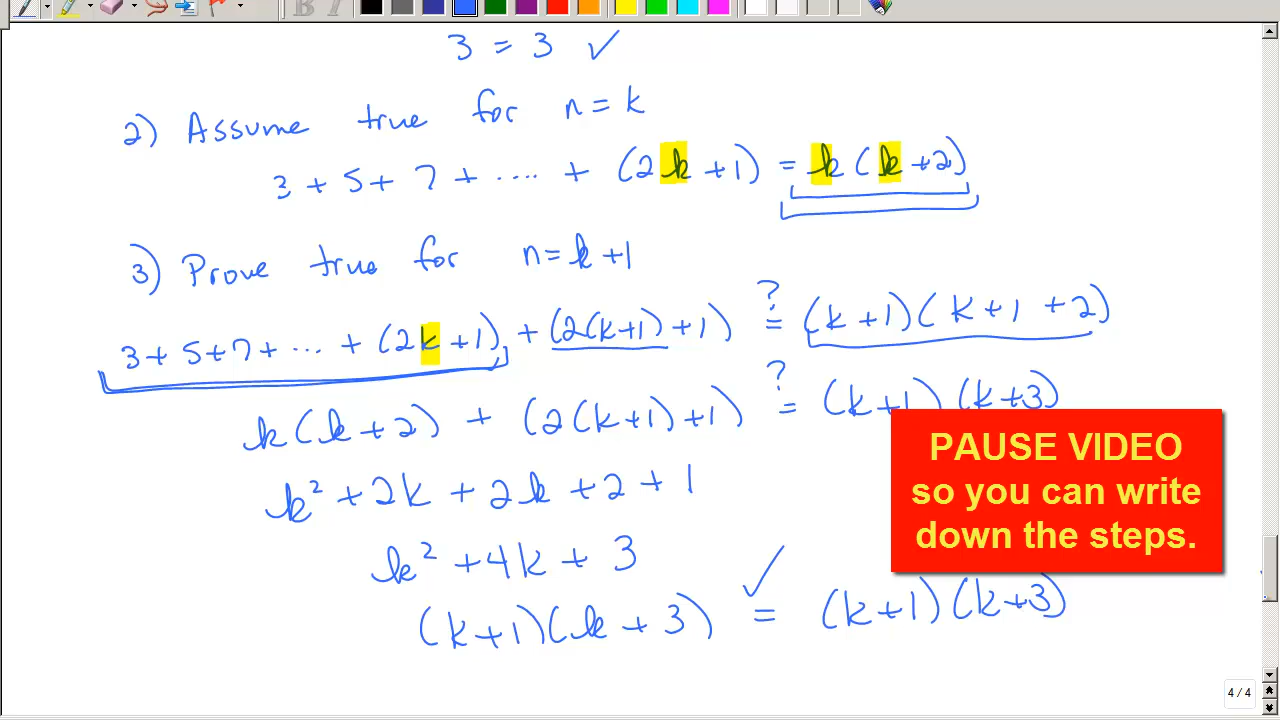 3 = 3 ✓
2) Assume true for n = k
3 + 5 + 7 + .... + (2k + 1) = k(k + 2)
3) Prove true for n = k + 1
3 + 5 + 7 + ... + (2k + 1) + (2(k+1) + 1) ?= (k + 1)(k + 1 + 2)
k(k + 2) + (2(k+1) + 1) ?= (k+1)(k+3)
k² + 2k + 2k + 2 + 1
k² + 4k + 3
(k+1)(k + 3) ✓= (k+1)(k+3)
PAUSE VIDEO
so you can write
down the steps.
4/4